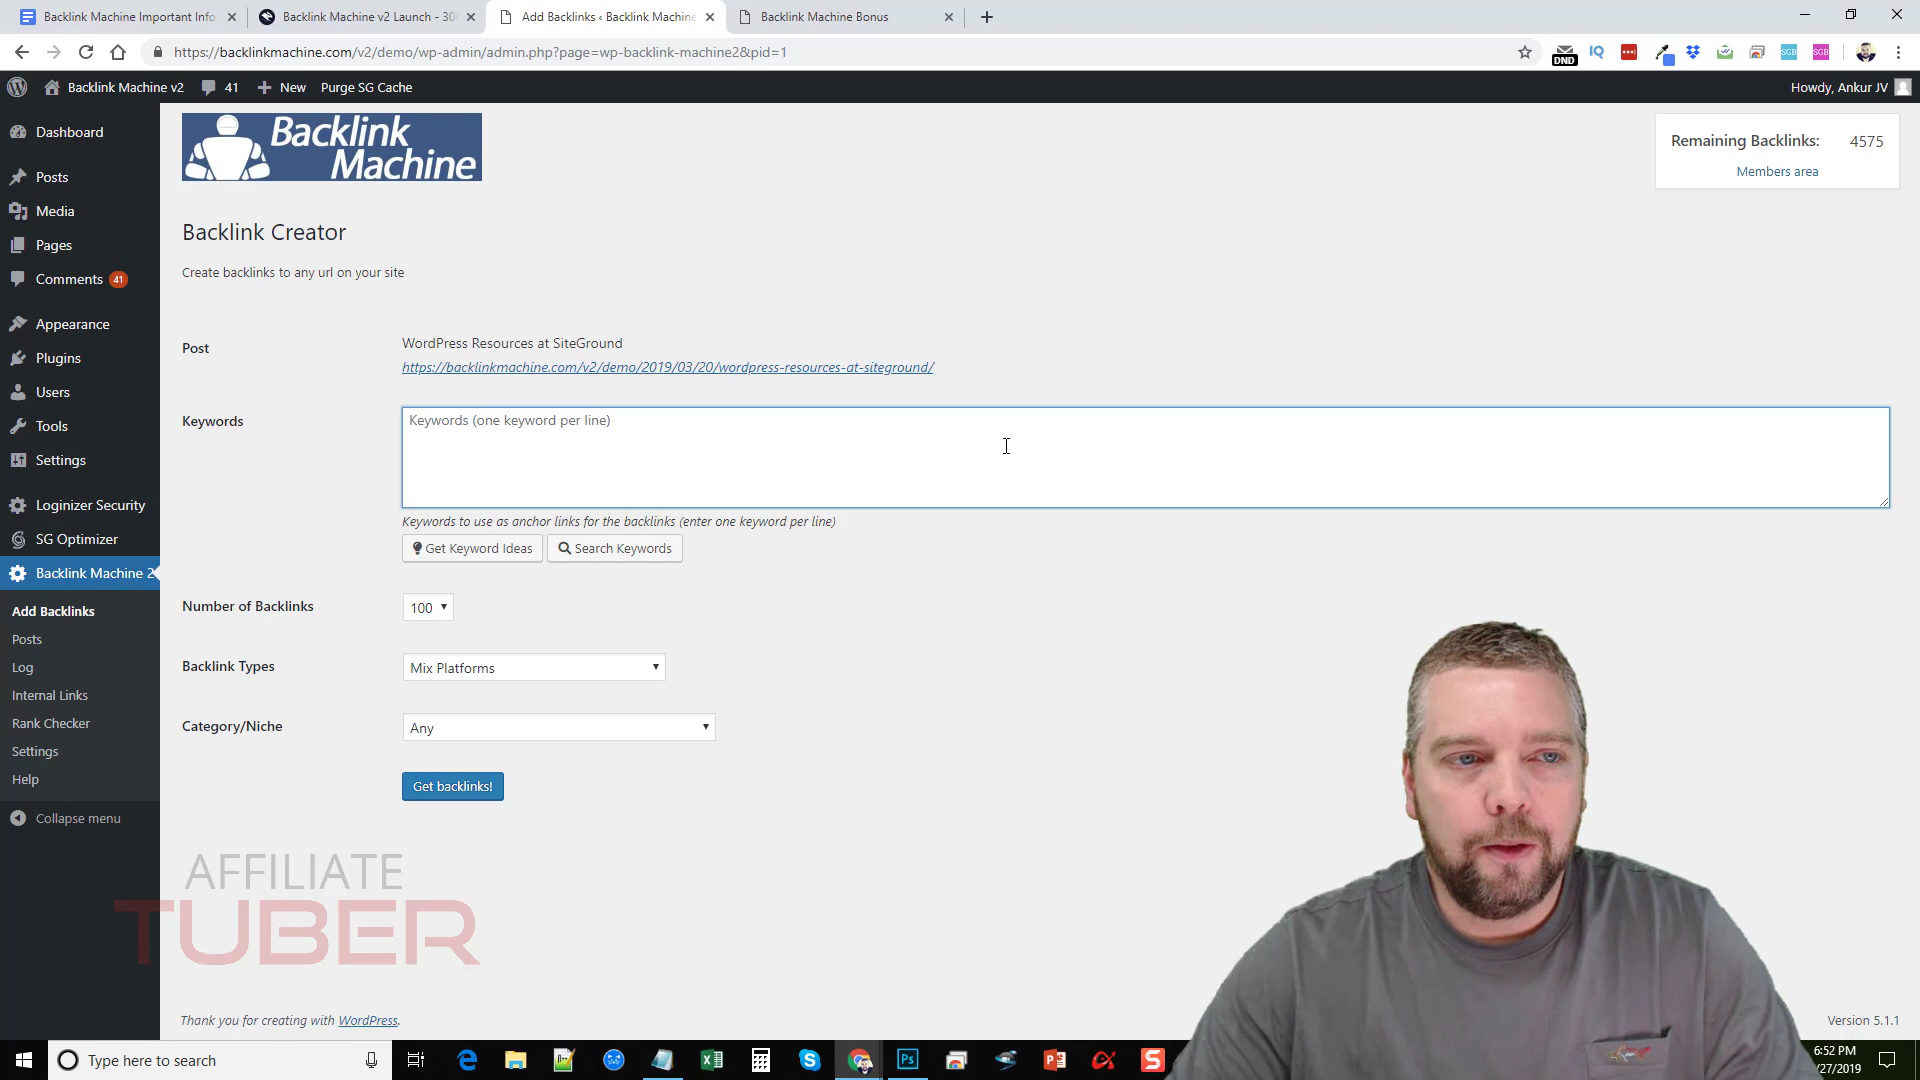 Backlink Machine Important Info
Backlink Machine v2 Launch - 30
Add Backlinks ‹ Backlink Machine
Backlink Machine Bonus
https://backlinkmachine.com/v2/demo/wp-admin/admin.php?page=wp-backlink-machine2&pid=1
DND
IQ
SGB
SGB
Backlink Machine v2
41
New
Purge SG Cache
Howdy, Ankur JV
Dashboard
Posts
Media
Pages
Comments 41
Appearance
Plugins
Users
Tools
Settings
Loginizer Security
SG Optimizer
Backlink Machine 2
Add Backlinks
Posts
Log
Internal Links
Rank Checker
Settings
Help
Collapse menu
Backlink
Machine
Remaining Backlinks: 4575
Members area
Backlink Creator
Create backlinks to any url on your site
Post
WordPress Resources at SiteGround
https://backlinkmachine.com/v2/demo/2019/03/20/wordpress-resources-at-siteground/
Keywords
Keywords (one keyword per line)
Keywords to use as anchor links for the backlinks (enter one keyword per line)
Get Keyword Ideas
Search Keywords
Number of Backlinks
100
Backlink Types
Mix Platforms
Category/Niche
Any
Get backlinks!
AFFILIATE
TUBER
Thank you for creating with WordPress.
Version 5.1.1
Type here to search
Ps
6:52 PM
/27/2019